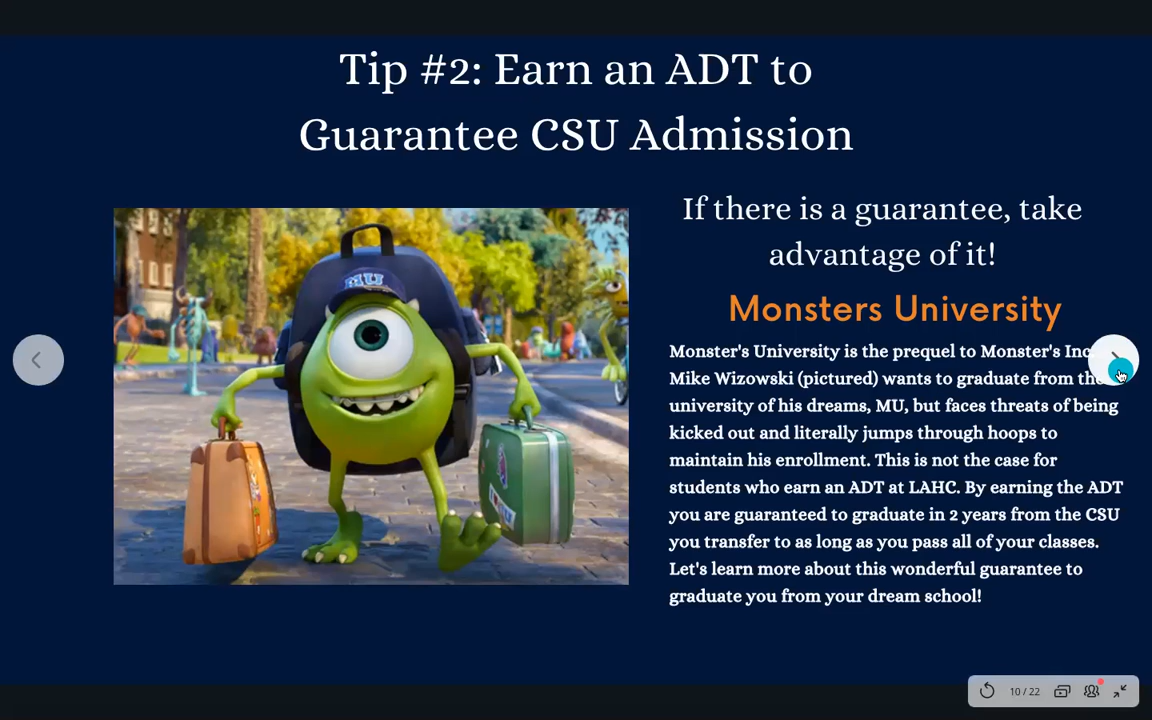 Tip #2: Earn an ADT to
Guarantee CSU Admission
If there is a guarantee, take
advantage of it!
Monsters University
MU
Monster's University is the prequel to Monster's Inc.
Mike Wizowski (pictured) wants to graduate from the
university of his dreams, MU, but faces threats of being
kicked out and literally jumps through hoops to
maintain his enrollment. This is not the case for
students who earn an ADT at LAHC. By earning the ADT
you are guaranteed to graduate in 2 years from the CSU
you transfer to as long as you pass all of your classes.
Let's learn more about this wonderful guarantee to
graduate you from your dream school!
10 / 22